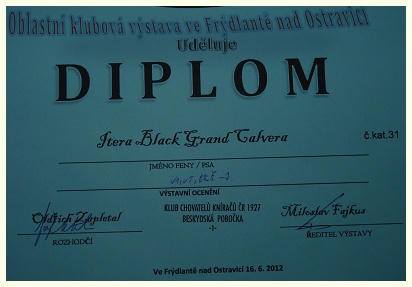 Oblastní klubová výstava ve Frýdlantě nad Ostravicí
Uděluje
DIPLOM
Itera Black Grand Calvera
č.kat.31
JMÉNO FENY / PSA
VÝSTAVNÍ OCENĚNÍ
Oldřich Zápletal
KLUB CHOVATELŮ KNÍRAČŮ ČR 1927
BESKYDSKÁ POBOČKA
-1-
Miloslav Fajkus
ROZHODČÍ
ŘEDITEL VÝSTAVY
Ve Frýdlantě nad Ostravicí 16. 6. 2012